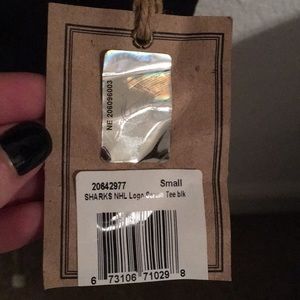 NE 206096003
20642977 Small
SHARKS NHL Logo Tee blk
6 73106 71029 8